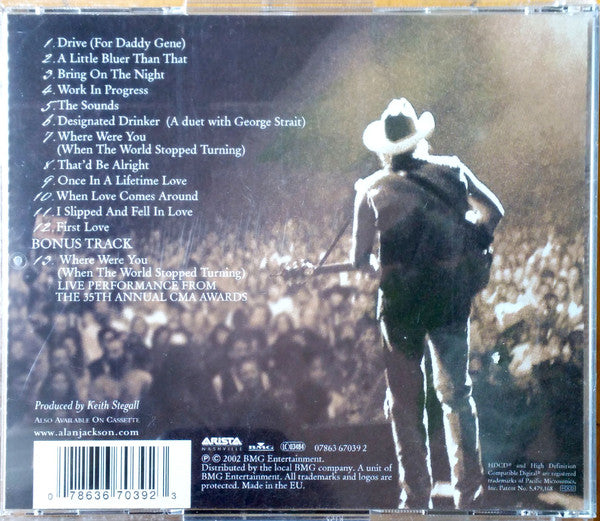 1. Drive (For Daddy Gene)
2. A Little Bluer Than That
3. Bring On The Night
4. Work In Progress
5. The Sounds
6. Designated Drinker (A duet with George Strait)
7. Where Were You
(When The World Stopped Turning)
8. That'd Be Alright
9. Once In A Lifetime Love
10. When Love Comes Around
11. I Slipped And Fell In Love
12. First Love
BONUS TRACK
13. Where Were You
(When The World Stopped Turning)
LIVE PERFORMANCE FROM
THE 35TH ANNUAL CMA AWARDS
Produced by Keith Stegall
ALSO AVAILABLE ON CASSETTE
www.alanjackson.com
0 78636 70392 3
ARISTA
NASHVILLE
BMG
LC 03484
07863 67039 2
℗ © 2002 BMG Entertainment.
Distributed by the local BMG company. A unit of
BMG Entertainment. All trademarks and logos are
protected. Made in the EU.
HDCD® and High Definition
Compatible Digital® are registered
trademarks of Pacific Microsonics,
Inc. Patent No. 5,479,168